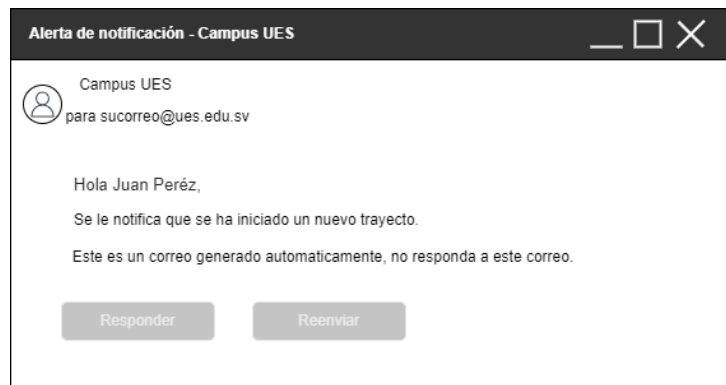 Alerta de notificación - Campus UES
Campus UES
para sucorreo@ues.edu.sv
Hola Juan Peréz,
Se le notifica que se ha iniciado un nuevo trayecto.
Este es un correo generado automaticamente, no responda a este correo.
Responder
Reenviar